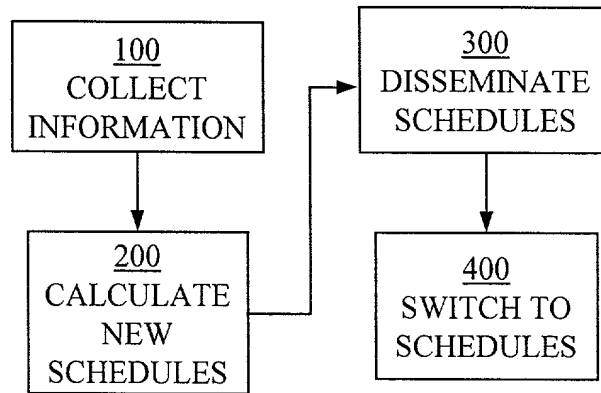 100
COLLECT
INFORMATION
200
CALCULATE
NEW
SCHEDULES
300
DISSEMINATE
SCHEDULES
400
SWITCH TO
SCHEDULES